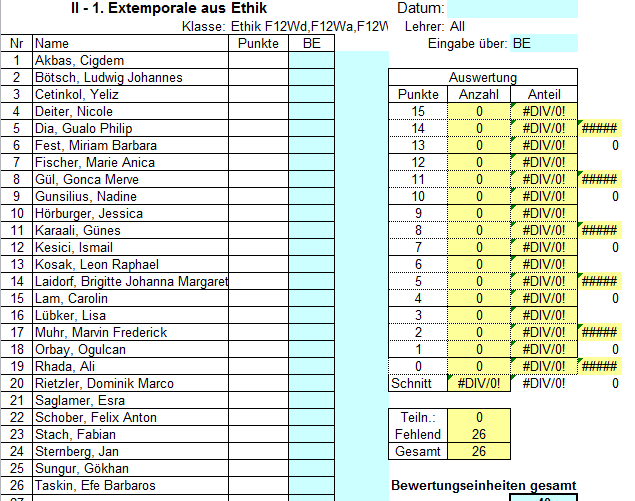 II - 1. Extemporale aus Ethik Datum:
Klasse: Ethik F12Wd,F12Wa,F12W Lehrer: All
Nr Name Punkte BE Eingabe über: BE
1 Akbas, Cigdem
2 Bötsch, Ludwig Johannes Auswertung
3 Cetinkol, Yeliz Punkte Anzahl Anteil
4 Deiter, Nicole 15 0 #DIV/0!
5 Dia, Gualo Philip 14 0 #DIV/0! #####
6 Fest, Miriam Barbara 13 0 #DIV/0! 0
7 Fischer, Marie Anica 12 0 #DIV/0!
8 Gül, Gonca Merve 11 0 #DIV/0! #####
9 Gunsilius, Nadine 10 0 #DIV/0! 0
10 Hörburger, Jessica 9 0 #DIV/0!
11 Karaali, Günes 8 0 #DIV/0! #####
12 Kesici, Ismail 7 0 #DIV/0! 0
13 Kosak, Leon Raphael 6 0 #DIV/0!
14 Laidorf, Brigitte Johanna Margaret 5 0 #DIV/0! #####
15 Lam, Carolin 4 0 #DIV/0! 0
16 Lübker, Lisa 3 0 #DIV/0!
17 Muhr, Marvin Frederick 2 0 #DIV/0! #####
18 Orbay, Ogulcan 1 0 #DIV/0! 0
19 Rhada, Ali 0 0 #DIV/0! #####
20 Rietzler, Dominik Marco Schnitt #DIV/0! #DIV/0! 0
21 Saglamer, Esra
22 Schober, Felix Anton Teiln.: 0
23 Stach, Fabian Fehlend 26
24 Sternberg, Jan Gesamt 26
25 Sungur, Gökhan
26 Taskin, Efe Barbaros Bewertungseinheiten gesamt